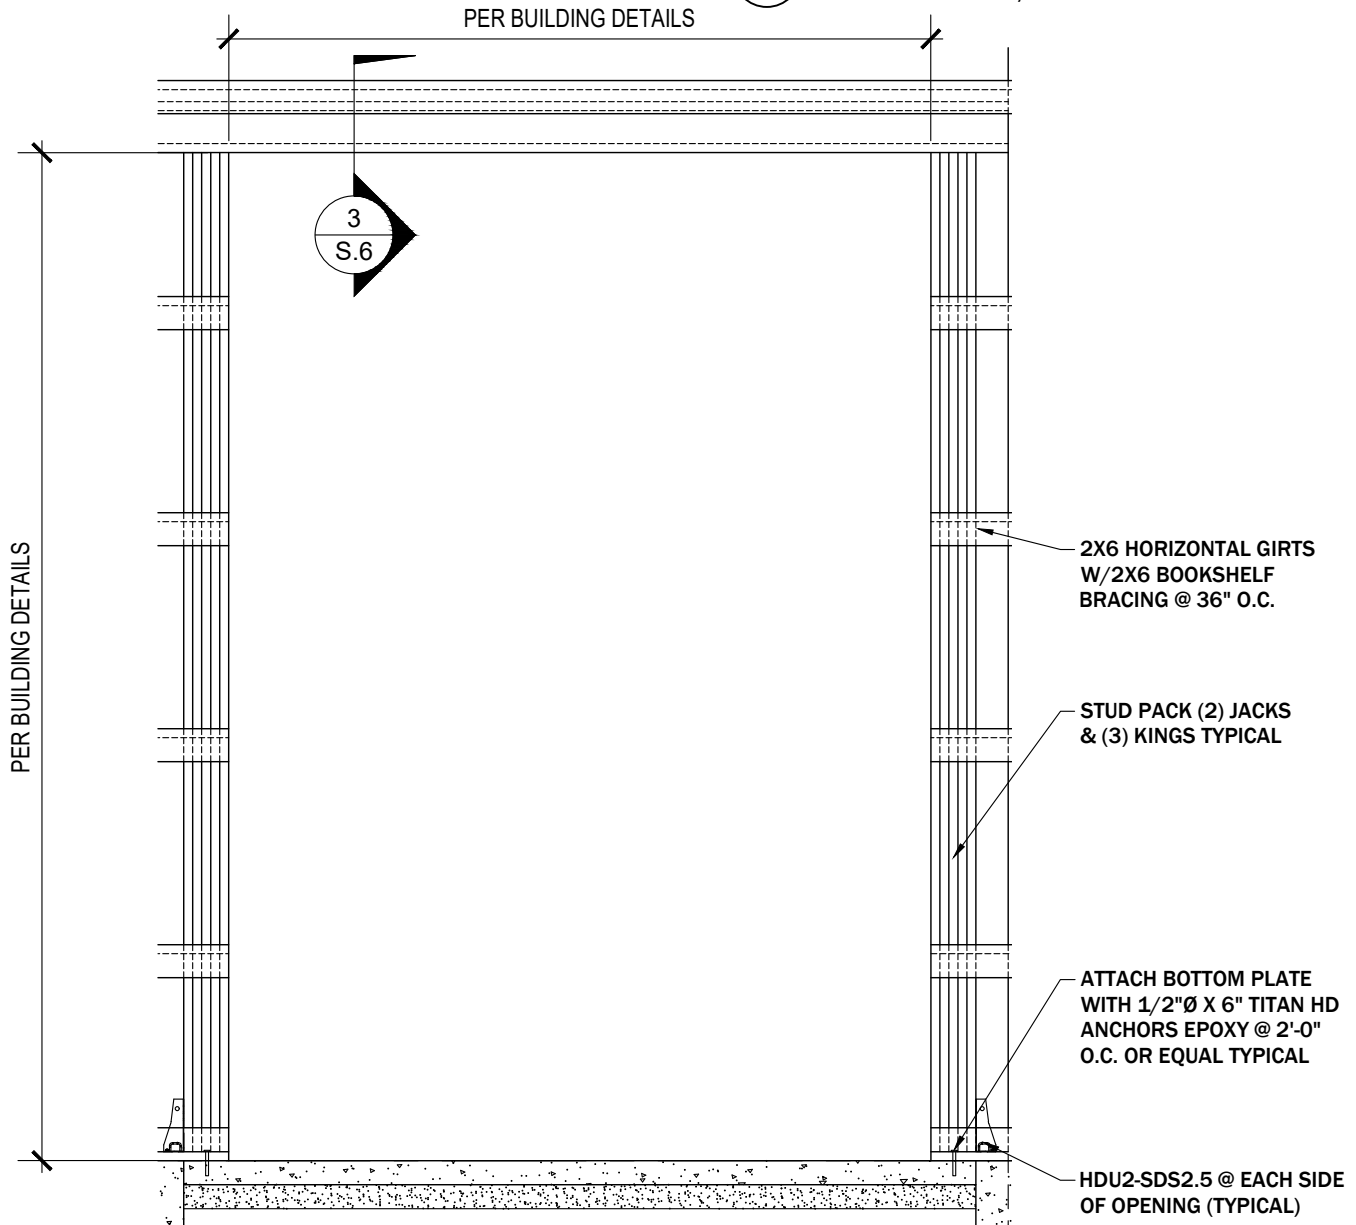 PER BUILDING DETAILS
3
S.6
PER BUILDING DETAILS
2X6 HORIZONTAL GIRTS
W/2X6 BOOKSHELF
BRACING @ 36" O.C.
STUD PACK (2) JACKS
& (3) KINGS TYPICAL
ATTACH BOTTOM PLATE
WITH 1/2"Ø X 6" TITAN HD
ANCHORS EPOXY @ 2'-0"
O.C. OR EQUAL TYPICAL
HDU2-SDS2.5 @ EACH SIDE
OF OPENING (TYPICAL)